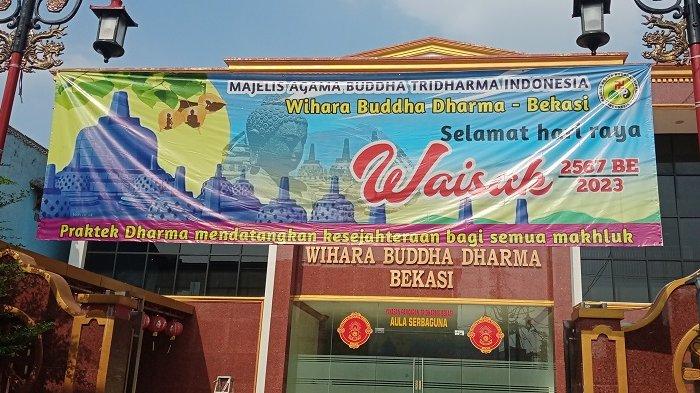 MAJELIS AGAMA BUDDHA TRIDHARMA INDONESIA
Wihara Buddha Dharma - Bekasi
Selamat hari raya
Waisak
2567 BE
2023
Praktek Dharma mendatangkan kesejahteraan bagi semua makhluk
WIHARA BUDDHA DHARMA
BEKASI
AULA SERBAGUNA